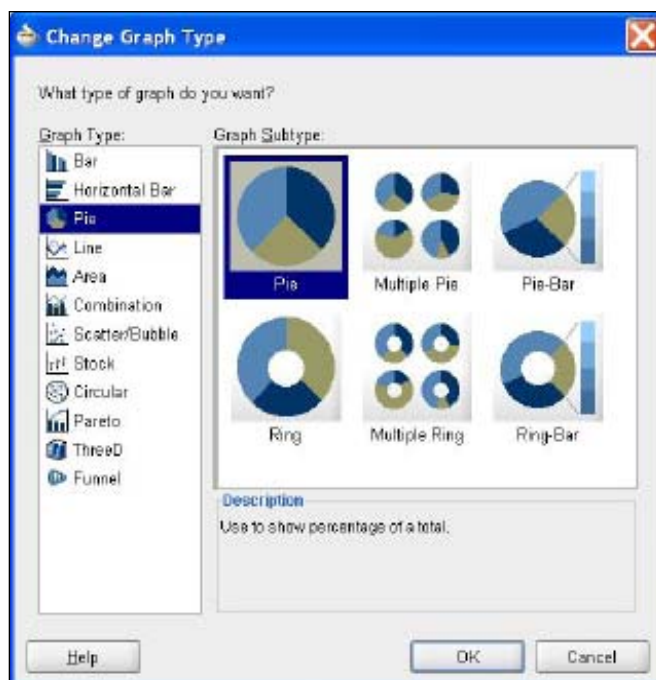 Change Graph Type
What type of graph do you want?
Graph Type:
Bar
Horizontal Bar
Pie
Line
Area
Combination
Scatter/Bubble
Stock
Circular
Pareto
ThreeD
Funnel
Graph Subtype:
Pie
Multiple Pie
Pie-Bar
Ring
Multiple Ring
Ring-Bar
Description
Use to show percentage of a total.
Help
OK
Cancel